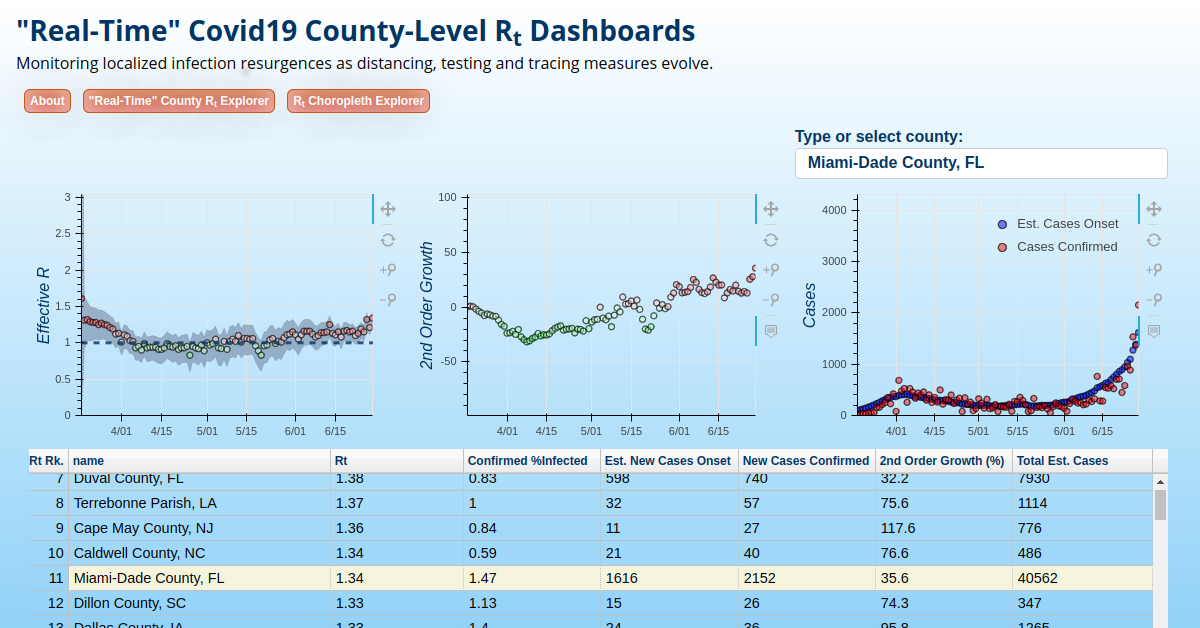 "Real-Time" Covid19 County-Level Rt Dashboards
Monitoring localized infection resurgences as distancing, testing and tracing measures evolve.
About
"Real-Time" County Rt Explorer
Rt Choropleth Explorer
Type or select county:
Miami-Dade County, FL
Effective R
3
2.5
2
1.5
1
0.5
0
4/01 4/15 5/01 5/15 6/01 6/15
2nd Order Growth
100
50
0
-50
4/01 4/15 5/01 5/15 6/01 6/15
Cases
4000
3000
2000
1000
0
Est. Cases Onset
Cases Confirmed
4/01 4/15 5/01 5/15 6/01 6/15
Rt Rk. name Rt Confirmed %Infected Est. New Cases Onset New Cases Confirmed 2nd Order Growth (%) Total Est. Cases
7 Duval County, FL 1.38 0.83 598 740 32.2 7930
8 Terrebonne Parish, LA 1.37 1 32 57 75.6 1114
9 Cape May County, NJ 1.36 0.84 11 27 117.6 776
10 Caldwell County, NC 1.34 0.59 21 40 76.6 486
11 Miami-Dade County, FL 1.34 1.47 1616 2152 35.6 40562
12 Dillon County, SC 1.33 1.13 15 26 74.3 347
13 Dallas County, IA 1.33 1.4 24 36 95.8 1265